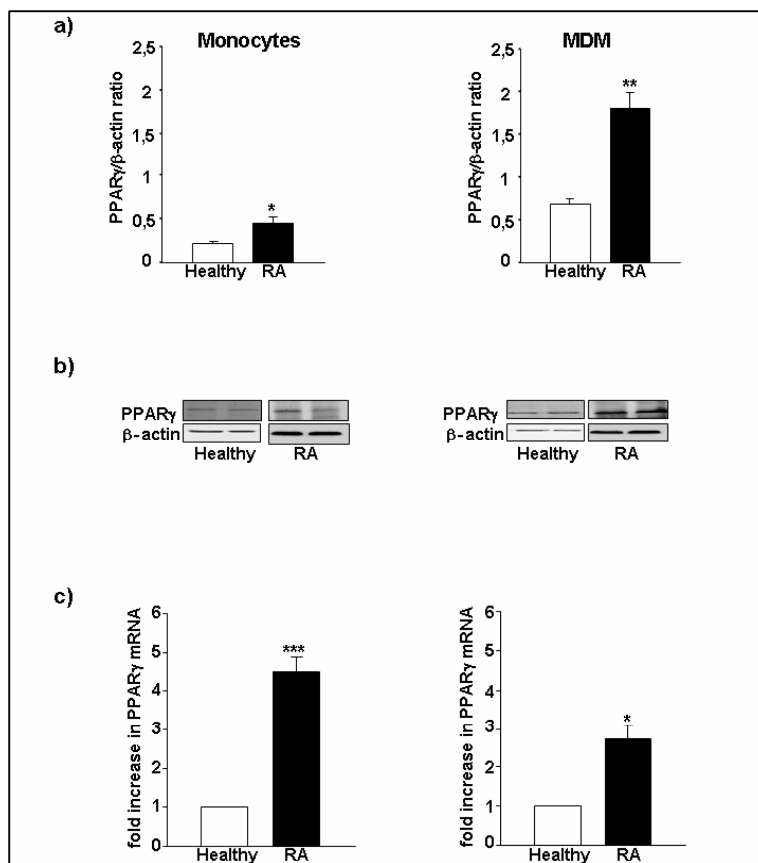 a)
Monocytes
MDM
PPARγ/β-actin ratio
2,5
2
1,5
1
0,5
0
*
Healthy RA
PPARγ/β-actin ratio
2,5
2
1,5
1
0,5
0
**
Healthy RA
b)
PPARγ
β-actin
Healthy RA
PPARγ
β-actin
Healthy RA
c)
fold increase in PPARγ mRNA
6
5
4
3
2
1
0
***
Healthy RA
fold increase in PPARγ mRNA
6
5
4
3
2
1
0
*
Healthy RA